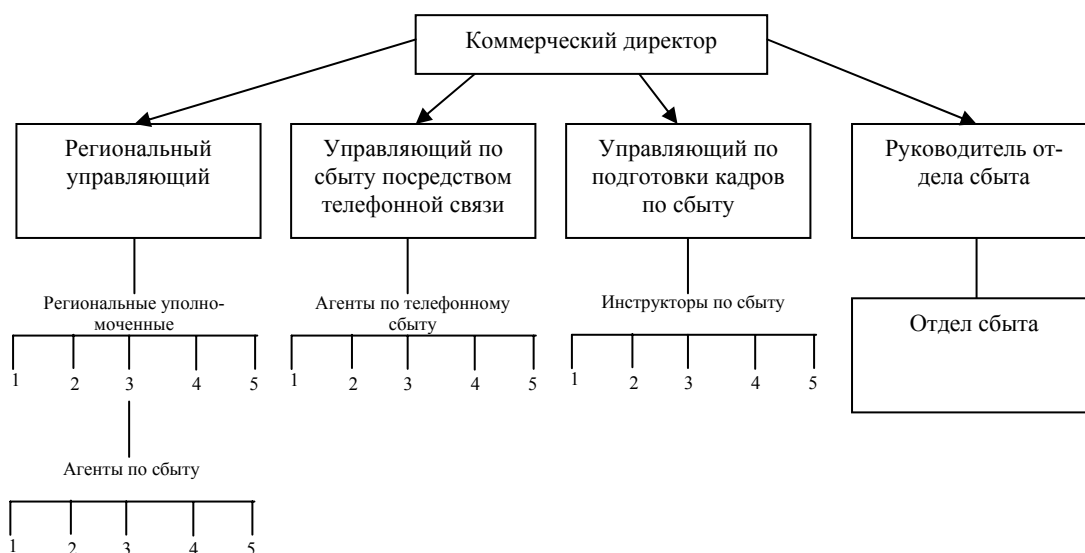 Коммерческий директор
Региональный
управляющий
Управляющий по
сбыту посредством
телефонной связи
Управляющий по
подготовки кадров
по сбыту
Руководитель от-
дела сбыта
Региональные уполно-
моченные
1 2 3 4 5
Агенты по телефонному
сбыту
1 2 3 4 5
Инструкторы по сбыту
1 2 3 4 5
Отдел сбыта
Агенты по сбыту
1 2 3 4 5